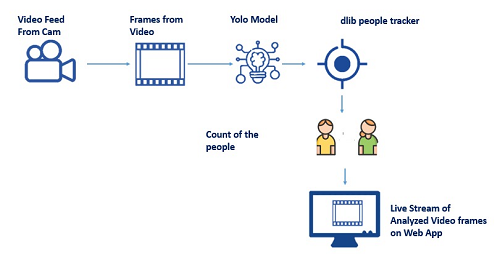 Video Feed
From Cam
Frames from
Video
Yolo Model
dlib people tracker
Count of the
people
Live Stream of
Analyzed Video frames
on Web App